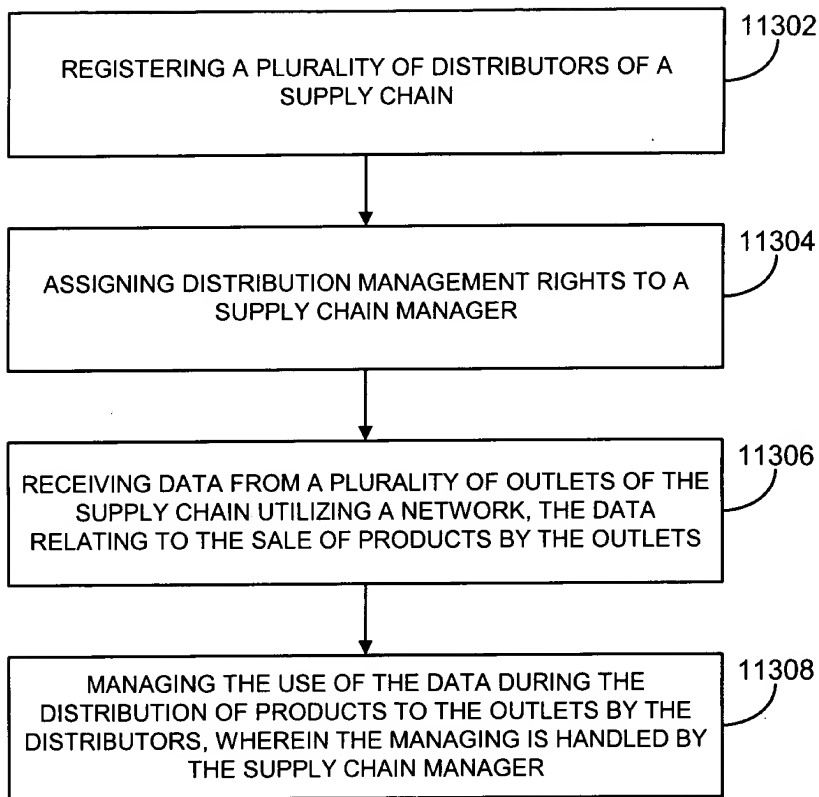 11302
REGISTERING A PLURALITY OF DISTRIBUTORS OF A
SUPPLY CHAIN
11304
ASSIGNING DISTRIBUTION MANAGEMENT RIGHTS TO A
SUPPLY CHAIN MANAGER
11306
RECEIVING DATA FROM A PLURALITY OF OUTLETS OF THE
SUPPLY CHAIN UTILIZING A NETWORK, THE DATA
RELATING TO THE SALE OF PRODUCTS BY THE OUTLETS
11308
MANAGING THE USE OF THE DATA DURING THE
DISTRIBUTION OF PRODUCTS TO THE OUTLETS BY THE
DISTRIBUTORS, WHEREIN THE MANAGING IS HANDLED BY
THE SUPPLY CHAIN MANAGER